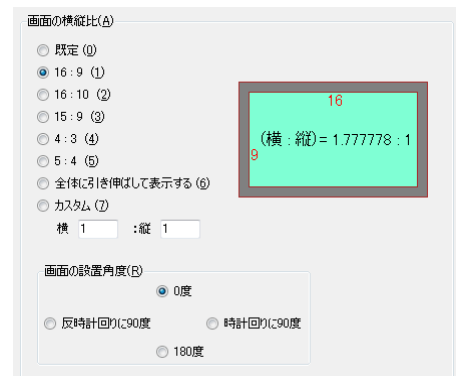 画面の横縦比(A)
既定 (0)
16 : 9 (1)
16 : 10 (2)
15 : 9 (3)
4 : 3 (4)
5 : 4 (5)
全体に引き伸ばして表示する (6)
カスタム (7)
横 1 :縦 1
16
(横 : 縦)= 1.777778 : 1
9
画面の設置角度(R)
0度
反時計回りに90度 時計回りに90度
180度